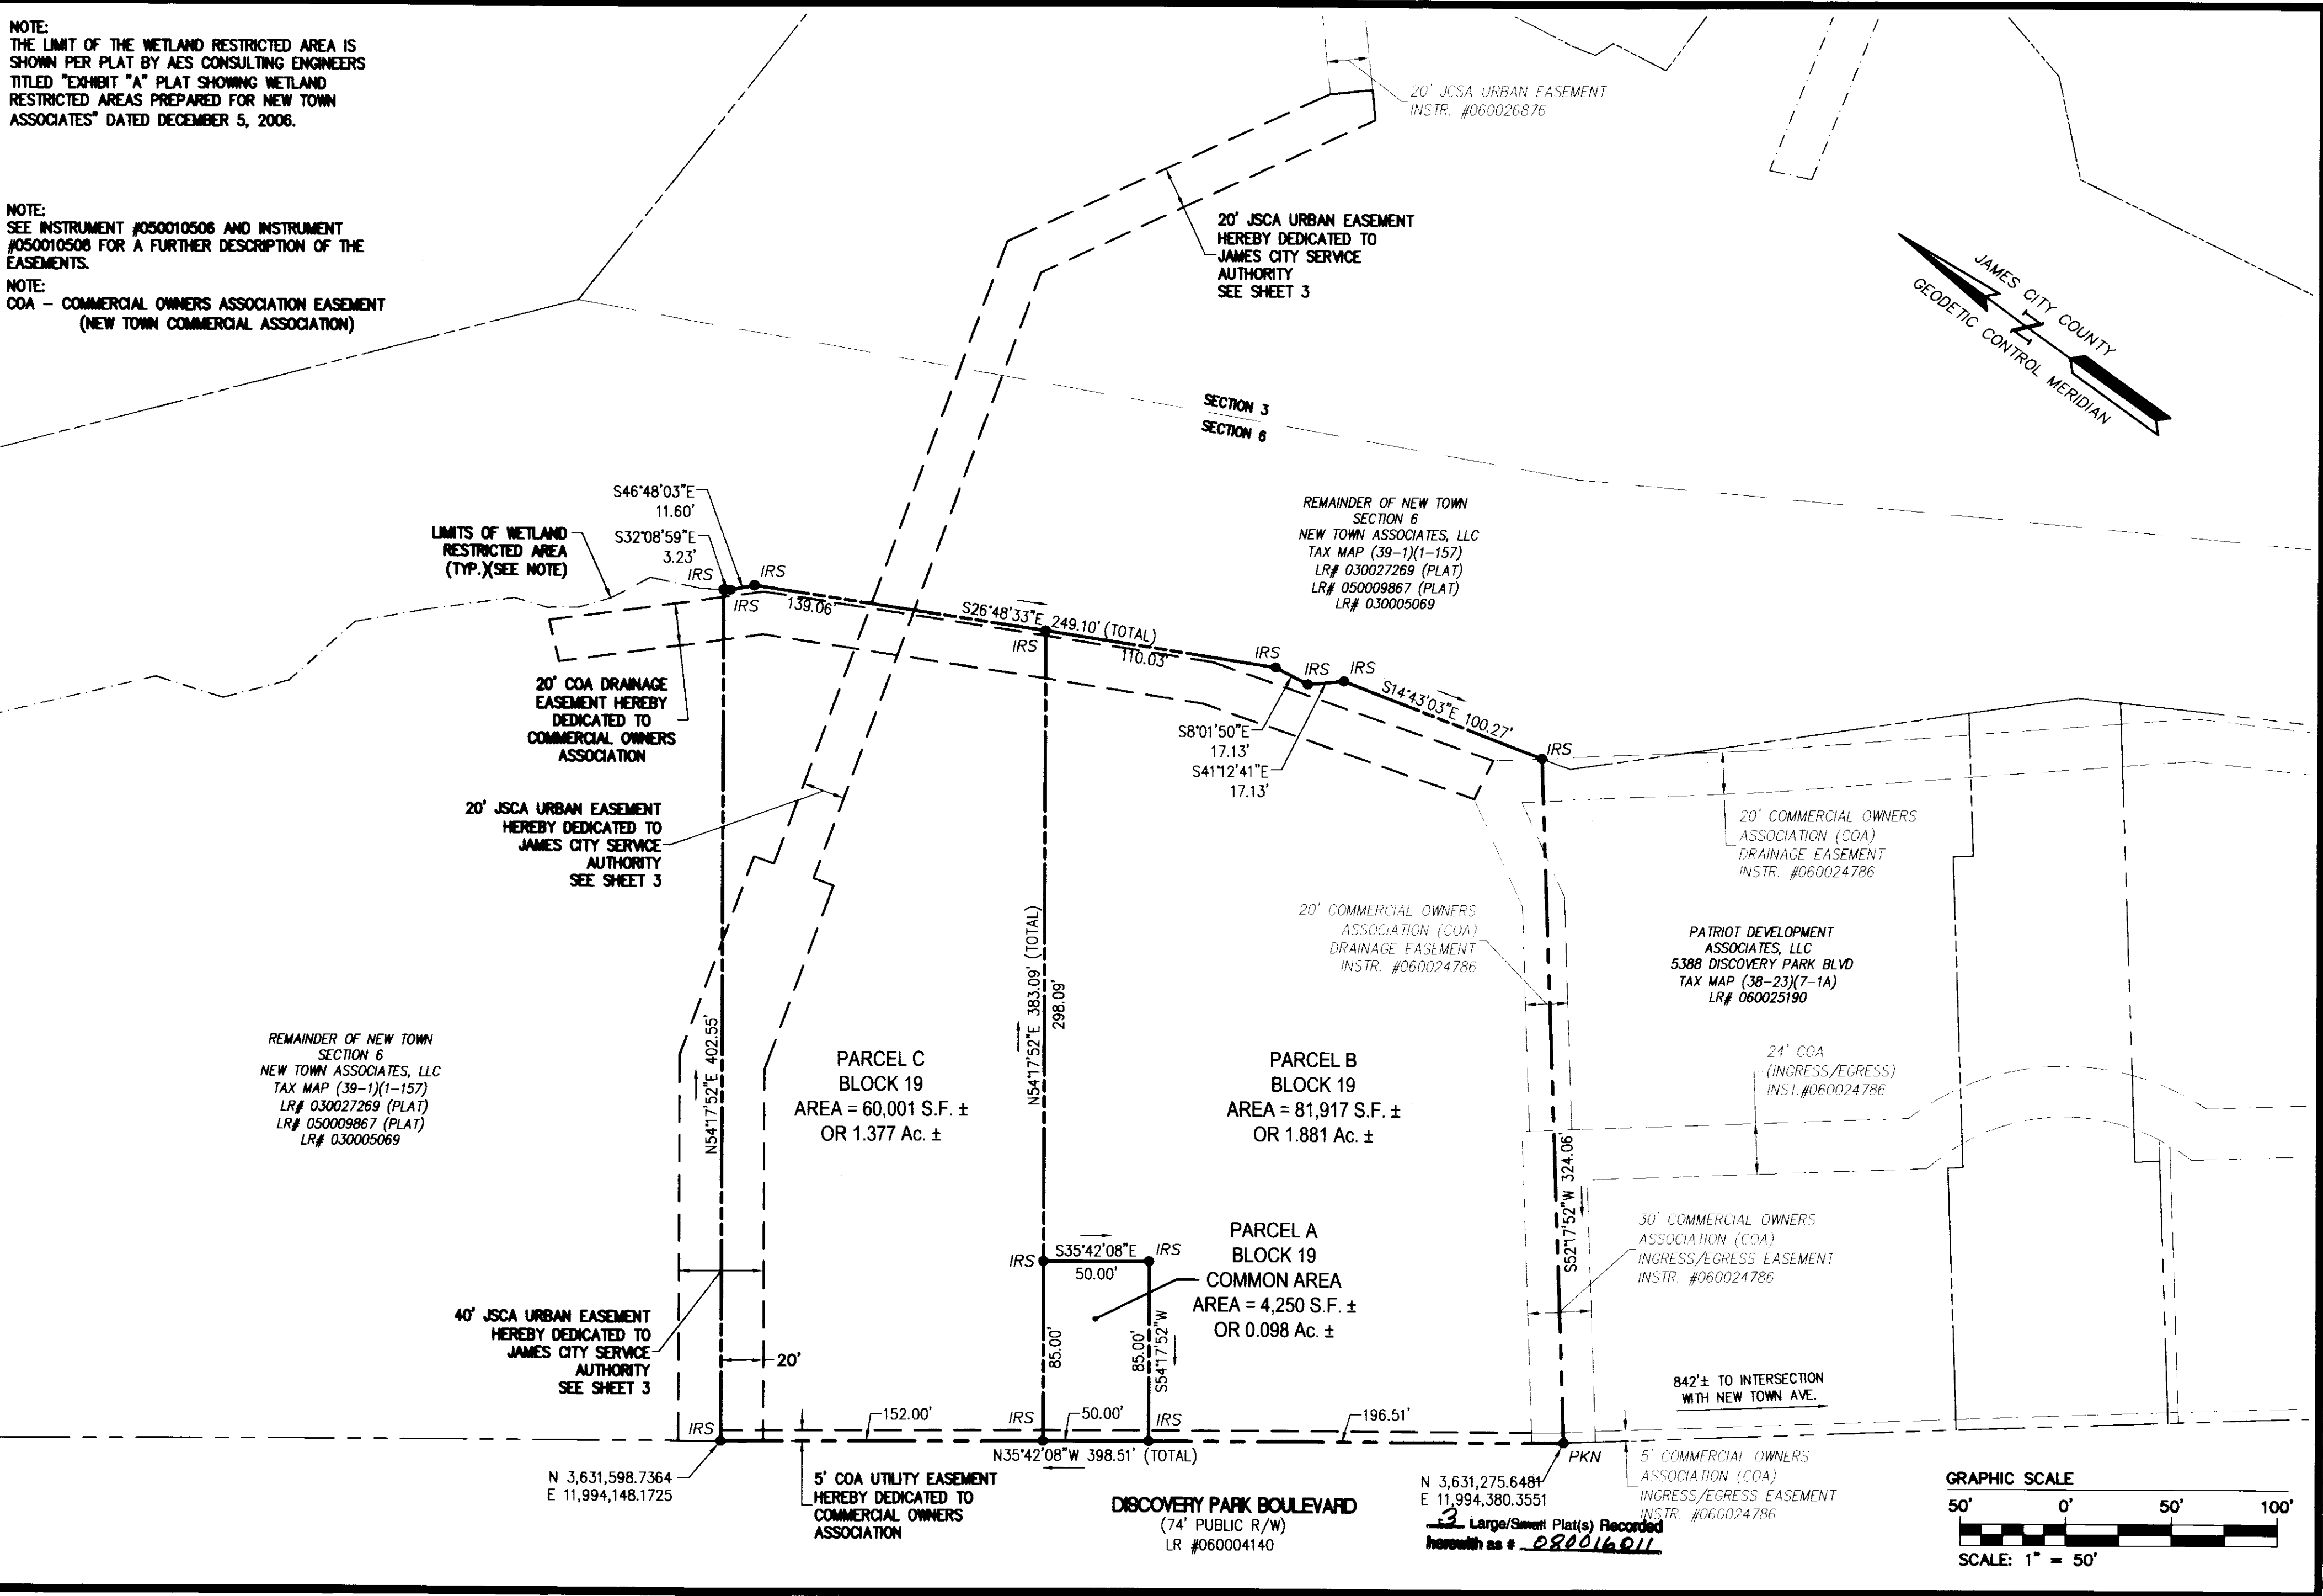 NOTE:
THE LIMIT OF THE WETLAND RESTRICTED AREA IS
SHOWN PER PLAT BY AES CONSULTING ENGINEERS
TITLED "EXHIBIT "A" PLAT SHOWING WETLAND
RESTRICTED AREAS PREPARED FOR NEW TOWN
ASSOCIATES" DATED DECEMBER 5, 2006.
NOTE:
SEE INSTRUMENT #050010506 AND INSTRUMENT
#050010508 FOR A FURTHER DESCRIPTION OF THE
EASEMENTS.
NOTE:
COA – COMMERCIAL OWNERS ASSOCIATION EASEMENT
(NEW TOWN COMMERCIAL ASSOCIATION)
20' JCSA URBAN EASEMENT
INSTR. #060026876
20' JSCA URBAN EASEMENT
HEREBY DEDICATED TO
JAMES CITY SERVICE
AUTHORITY
SEE SHEET 3
JAMES CITY COUNTY
N
GEODETIC CONTROL MERIDIAN
SECTION 3
SECTION 6
S46°48'03"E
11.60'
S32°08'59"E
3.23'
LIMITS OF WETLAND
RESTRICTED AREA
(TYP.)(SEE NOTE)
IRS
IRS
IRS
139.06'
S26°48'33"E 249.10' (TOTAL)
IRS
110.03'
IRS
IRS
IRS
S14°43'03"E 100.27'
IRS
S8°01'50"E
17.13'
S41°12'41"E
17.13'
REMAINDER OF NEW TOWN
SECTION 6
NEW TOWN ASSOCIATES, LLC
TAX MAP (39-1)(1-157)
LR# 030027269 (PLAT)
LR# 050009867 (PLAT)
LR# 030005069
20' COA DRAINAGE
EASEMENT HEREBY
DEDICATED TO
COMMERCIAL OWNERS
ASSOCIATION
20' JSCA URBAN EASEMENT
HEREBY DEDICATED TO
JAMES CITY SERVICE
AUTHORITY
SEE SHEET 3
20' COMMERCIAL OWNERS
ASSOCIATION (COA)
DRAINAGE EASEMENT
INSTR. #060024786
20' COMMERCIAL OWNERS
ASSOCIATION (COA)
DRAINAGE EASEMENT
INSTR. #060024786
PATRIOT DEVELOPMENT
ASSOCIATES, LLC
5388 DISCOVERY PARK BLVD
TAX MAP (38-23)(7-1A)
LR# 060025190
REMAINDER OF NEW TOWN
SECTION 6
NEW TOWN ASSOCIATES, LLC
TAX MAP (39-1)(1-157)
LR# 030027269 (PLAT)
LR# 050009867 (PLAT)
LR# 030005069
N54°17'52"E 402.55'
PARCEL C
BLOCK 19
AREA = 60,001 S.F. ±
OR 1.377 Ac. ±
N54°17'52"E 383.09' (TOTAL)
298.09'
PARCEL B
BLOCK 19
AREA = 81,917 S.F. ±
OR 1.881 Ac. ±
24' COA
(INGRESS/EGRESS)
INST.#060024786
S52°17'52"W 324.06'
30' COMMERCIAL OWNERS
ASSOCIATION (COA)
INGRESS/EGRESS EASEMENT
INSTR. #060024786
PARCEL A
BLOCK 19
COMMON AREA
AREA = 4,250 S.F. ±
OR 0.098 Ac. ±
IRS
S35°42'08"E
50.00'
IRS
85.00'
85.00'
S54°17'52"W
40' JSCA URBAN EASEMENT
HEREBY DEDICATED TO
JAMES CITY SERVICE
AUTHORITY
SEE SHEET 3
20'
842'± TO INTERSECTION
WITH NEW TOWN AVE.
IRS
152.00'
IRS
50.00'
IRS
196.51'
N35°42'08"W 398.51' (TOTAL)
PKN
N 3,631,598.7364
E 11,994,148.1725
5' COA UTILITY EASEMENT
HEREBY DEDICATED TO
COMMERCIAL OWNERS
ASSOCIATION
DISCOVERY PARK BOULEVARD
(74' PUBLIC R/W)
LR #060004140
N 3,631,275.6481
E 11,994,380.3551
3 Large/Small Plat(s) Recorded
herewith as # 080016011
5' COMMERCIAL OWNERS
ASSOCIATION (COA)
INGRESS/EGRESS EASEMENT
INSTR. #060024786
GRAPHIC SCALE
50' 0' 50' 100'
SCALE: 1" = 50'